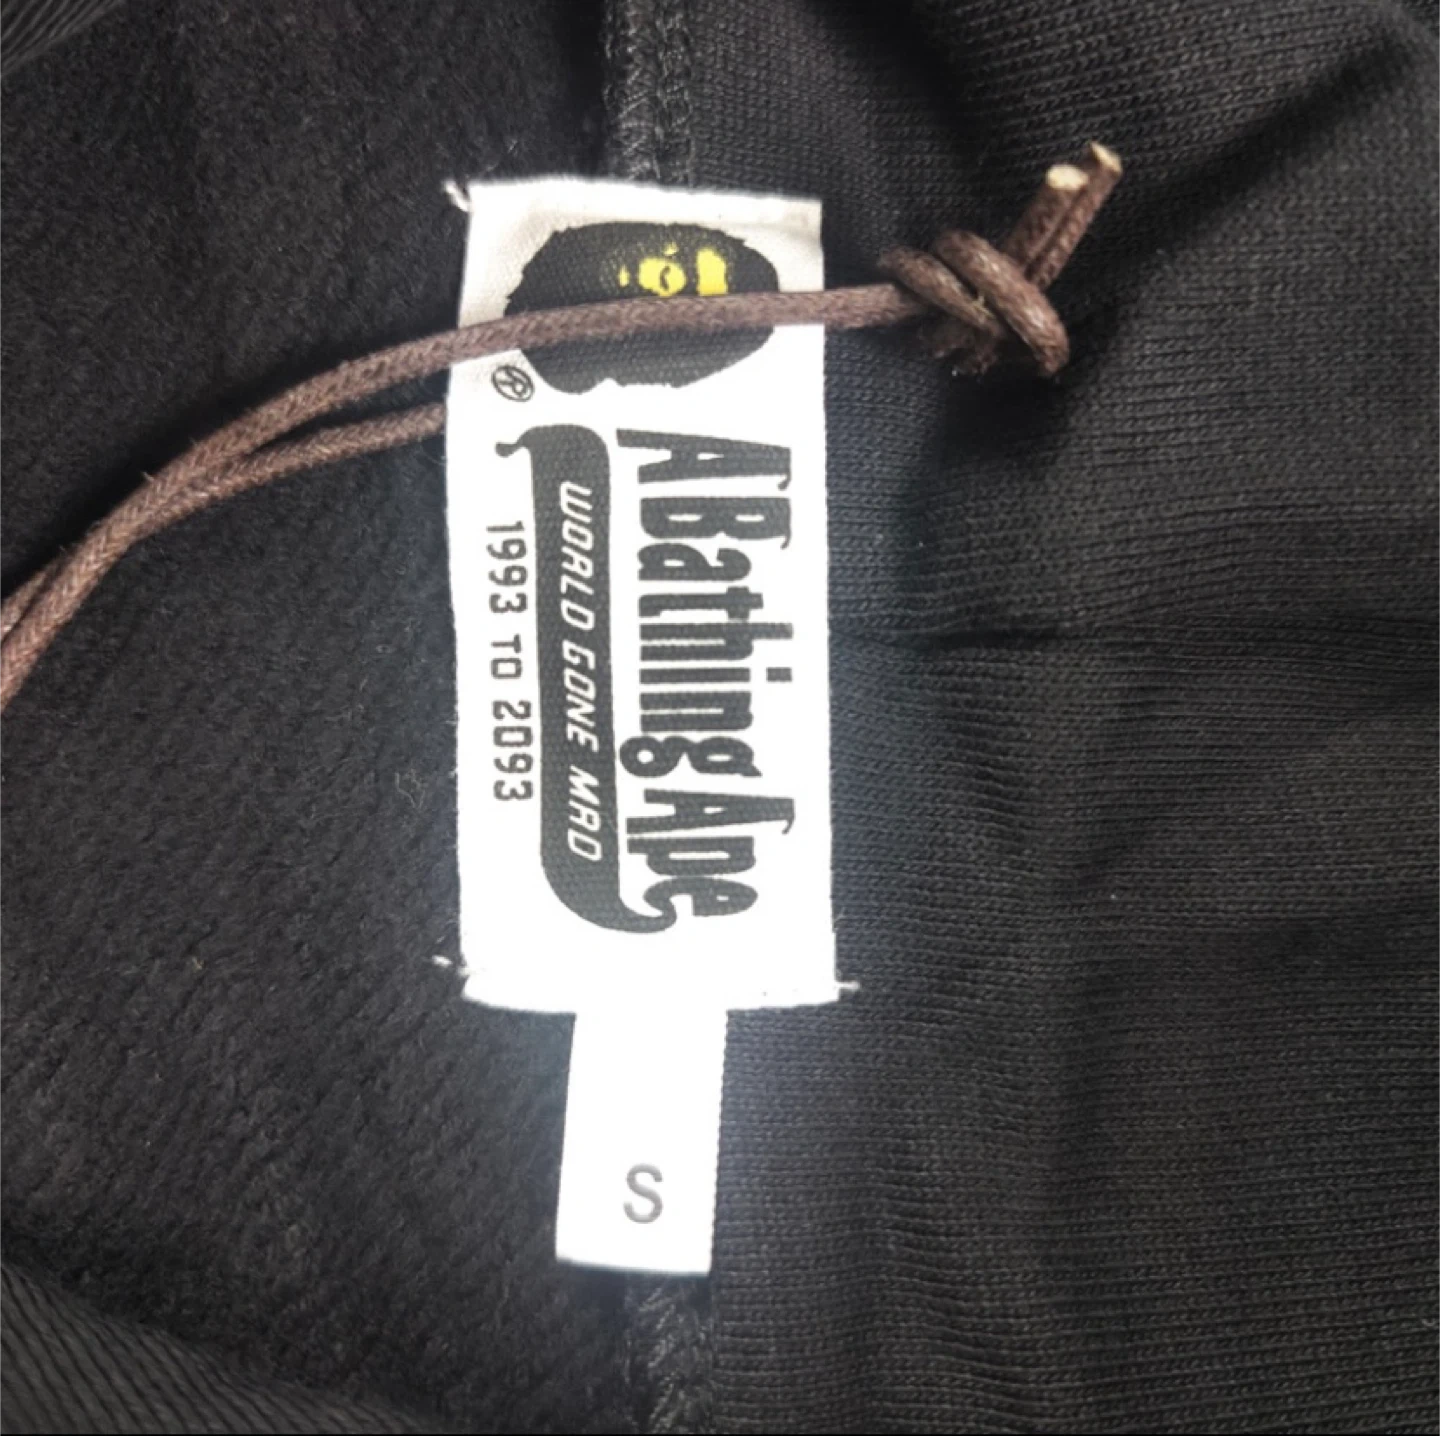 ®
ABathingApe
WORLD GONE MAD
1993 TO 2093
S